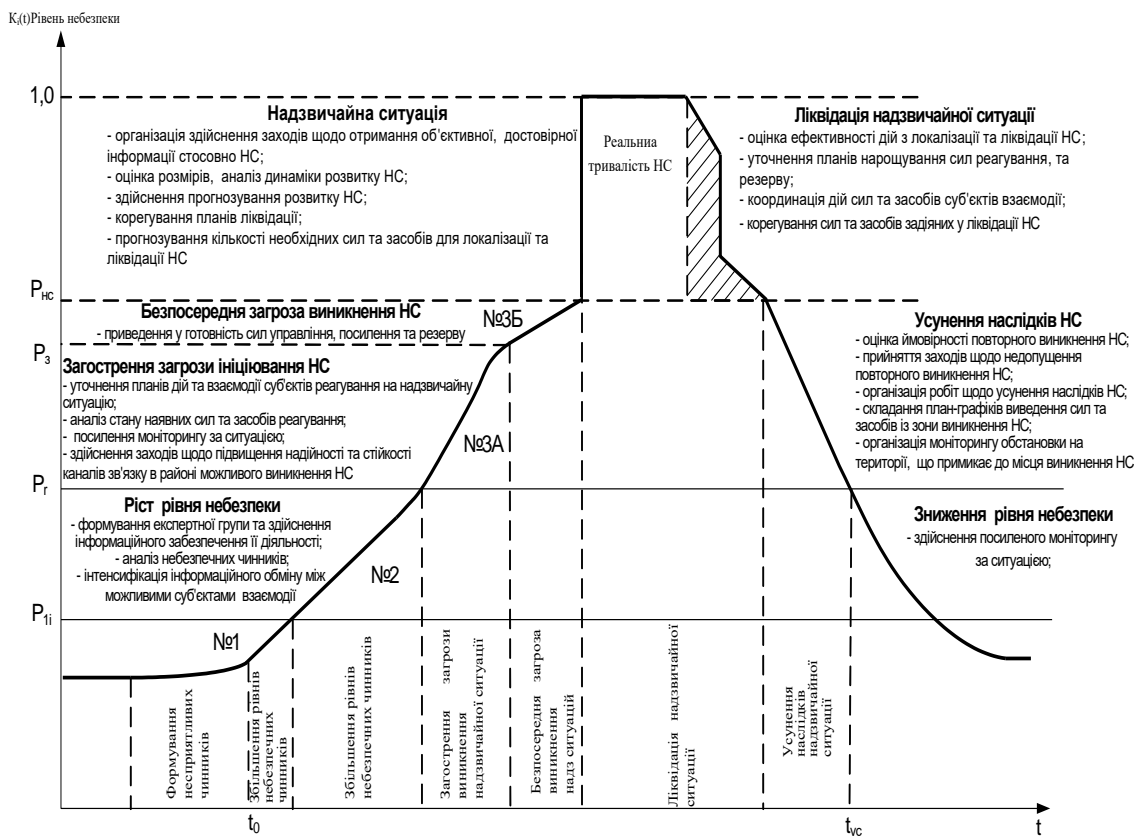 Kᵢ(t)Рівень небезпеки
1,0
Надзвичайна ситуація
- організація здійснення заходів щодо отримання об’єктивної, достовірної
інформації стосовно НС;
- оцінка розмірів, аналіз динаміки розвитку НС;
- здійснення прогнозування розвитку НС;
- корегування планів ліквідації;
- прогнозування кількості необхідних сил та засобів для локалізації та
ліквідації НС
Реальниа
тривалість НС
Ліквідація надзвичайної ситуації
- оцінка ефективності дій з локалізації та ліквідації НС;
- уточнення планів нарощування сил реагування, та
резерву;
- координація дій сил та засобів суб’єктів взаємодії;
- корегування сил та засобів задіяних у ліквідації НС
Pнс
Безпосередня загроза виникнення НС
- приведення у готовність сил управління, посилення та резерву
№3Б
Pз
Загострення загрози ініціювання НС
- уточнення планів дій та взаємодії суб’єктів реагування на надзвичайну
ситуацію;
- аналіз стану наявних сил та засобів реагування;
- посилення моніторингу за ситуацією;
- здійснення заходів щодо підвищення надійності та стійкості
каналів зв’язку в районі можливого виникнення НС
№3А
Усунення наслідків НС
- оцінка ймовірності повторного виникнення НС;
- прийняття заходів щодо недопущення
повторного виникнення НС;
- організація робіт щодо усунення наслідків НС;
- складання план-графіків виведення сил та
засобів із зони виникнення НС;
- організація моніторингу обстановки на
території, що примикає до місця виникнення НС
Pr
Ріст рівня небезпеки
- формування експертної групи та здійснення
інформаційного забезпечення її діяльності;
- аналіз небезпечних чинників;
- інтенсифікація інформаційного обміну між
можливими суб’єктами взаємодії
№2
Зниження рівня небезпеки
- здійснення посиленого моніторингу
за ситуацією;
P1i
№1
Формування
несприятливих
чинників
Збільшення рівнів
небезпечних
чинників
Збільшення рівнів
небезпечних чинників
Загострення загрози
виникнення
надзвичайної ситуації
Безпосередня загроза
виникнення
надз ситуацій
Ліквідація надзвичайної
ситуації
Усунення
наслідків
надзвичайної
ситуації
t0
tус
t